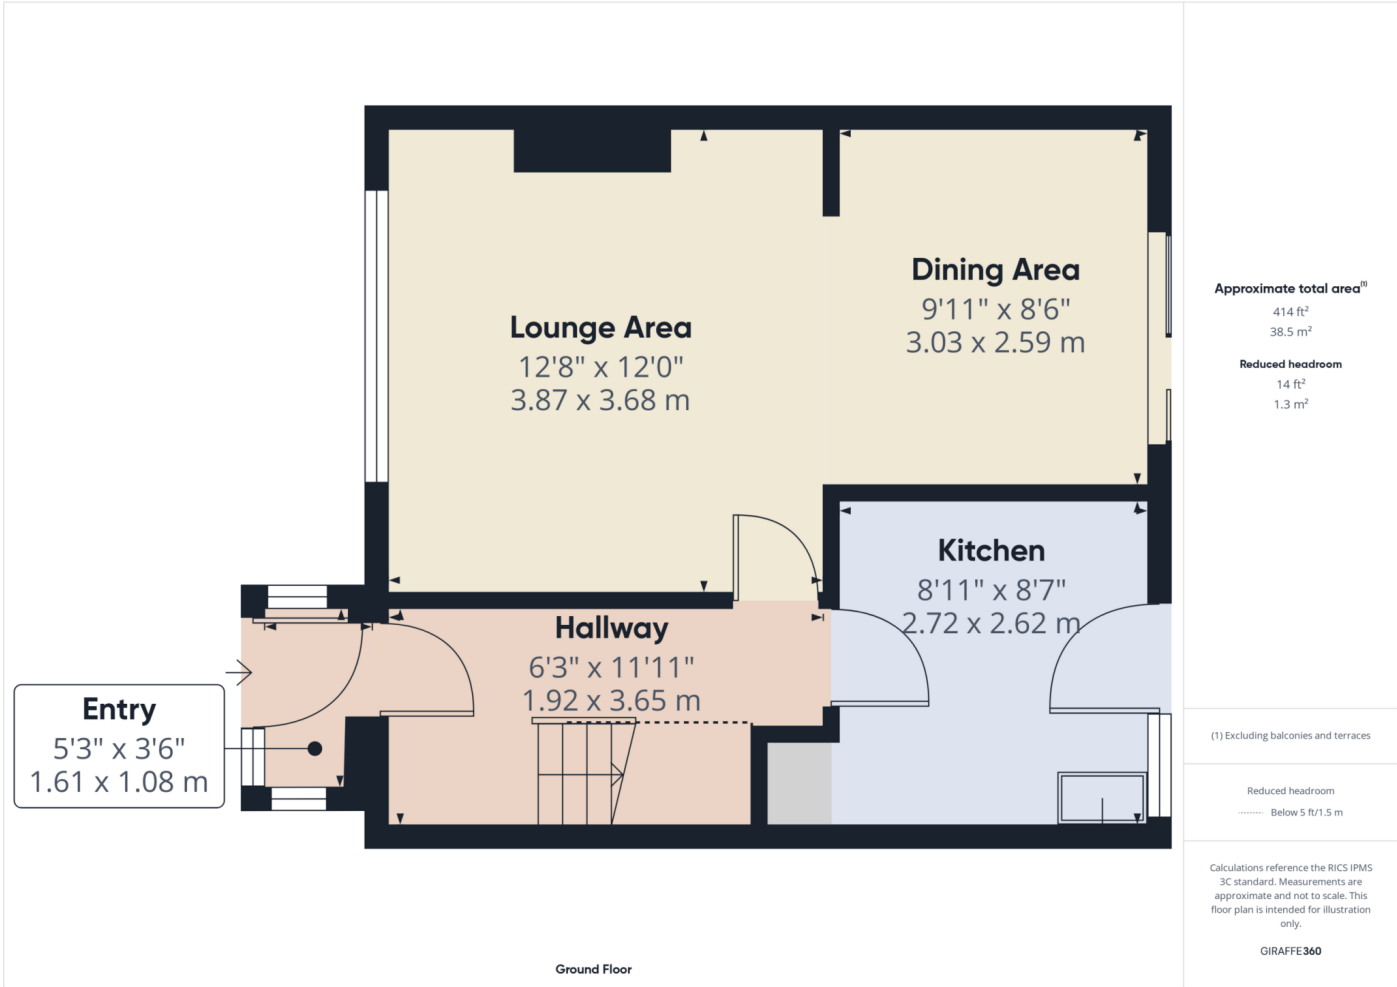 Lounge Area
12'8" x 12'0"
3.87 x 3.68 m
Dining Area
9'11" x 8'6"
3.03 x 2.59 m
Kitchen
8'11" x 8'7"
2.72 x 2.62 m
Hallway
6'3" x 11'11"
1.92 x 3.65 m
Entry
5'3" x 3'6"
1.61 x 1.08 m
Ground Floor
Approximate total area(1)
414 ft²
38.5 m²
Reduced headroom
14 ft²
1.3 m²
(1) Excluding balconies and terraces
Reduced headroom
Below 5 ft/1.5 m
Calculations reference the RICS IPMS
3C standard. Measurements are
approximate and not to scale. This
floor plan is intended for illustration
only.
GIRAFFE360